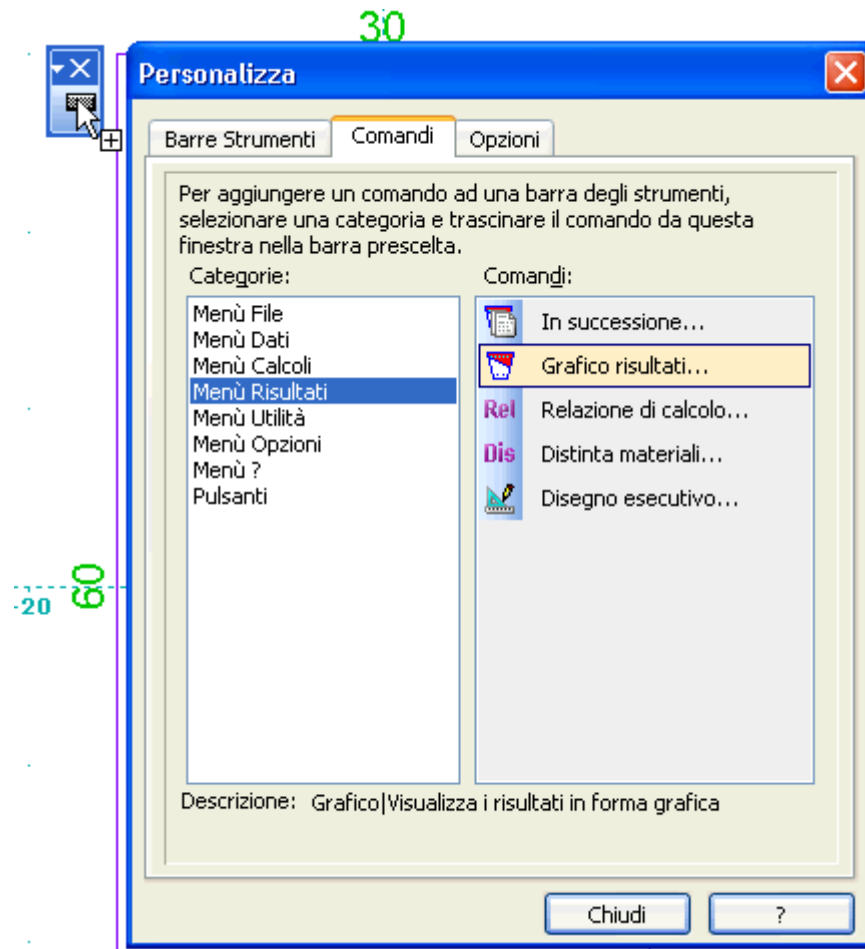 30
Personalizza
Barre Strumenti
Comandi
Opzioni
Per aggiungere un comando ad una barra degli strumenti,
selezionare una categoria e trascinare il comando da questa
finestra nella barra prescelta.
Categorie:
Menù File
Menù Dati
Menù Calcoli
Menù Risultati
Menù Utilità
Menù Opzioni
Menù ?
Pulsanti
Comandi:
In successione...
Grafico risultati...
Rel Relazione di calcolo...
Dis Distinta materiali...
Disegno esecutivo...
60
-20
Descrizione: Grafico|Visualizza i risultati in forma grafica
Chiudi
?